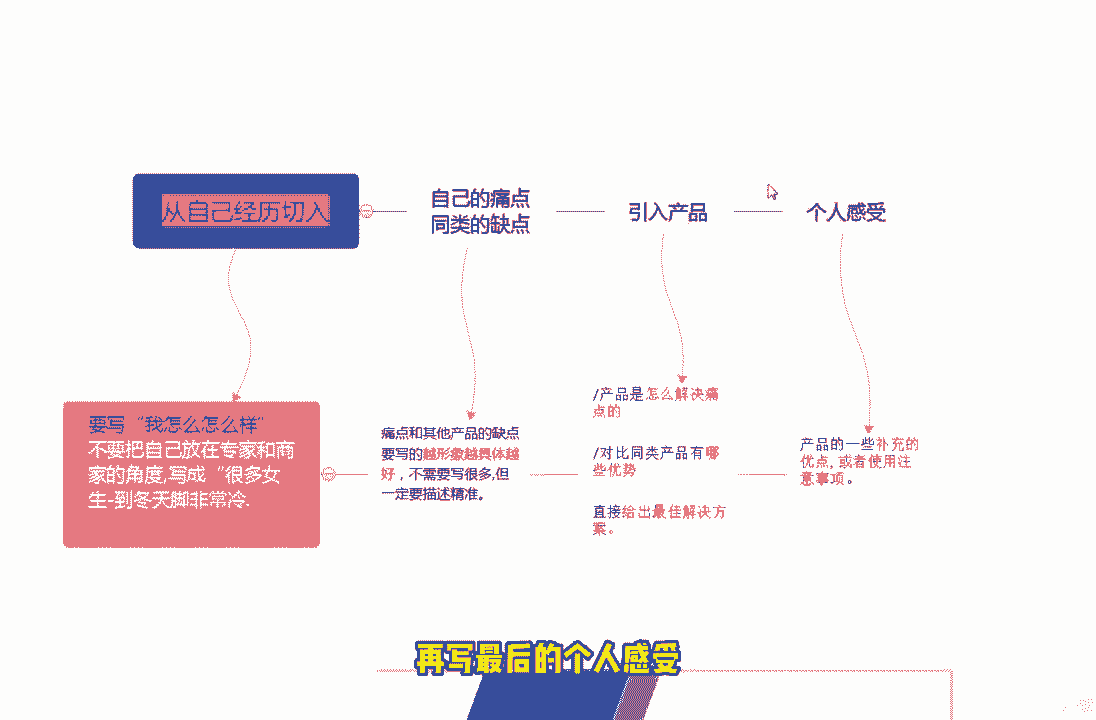 从自己经历切入
自己的痛点
同类的缺点
引入产品
个人感受
要写“我怎么怎么样”
不要把自己放在专家和商
家的角度,写成“很多女
生-到冬天脚非常冷.
痛点和其他产品的缺点
要写的越形象越具体越
好，不需要写很多,但
一定要描述精准。
/产品是怎么解决痛
点的
/对比同类产品有哪
些优势
直接给出最佳解决方
案。
产品的一些补充的
优点, 或者使用注
意事项。
再写最后的个人感受